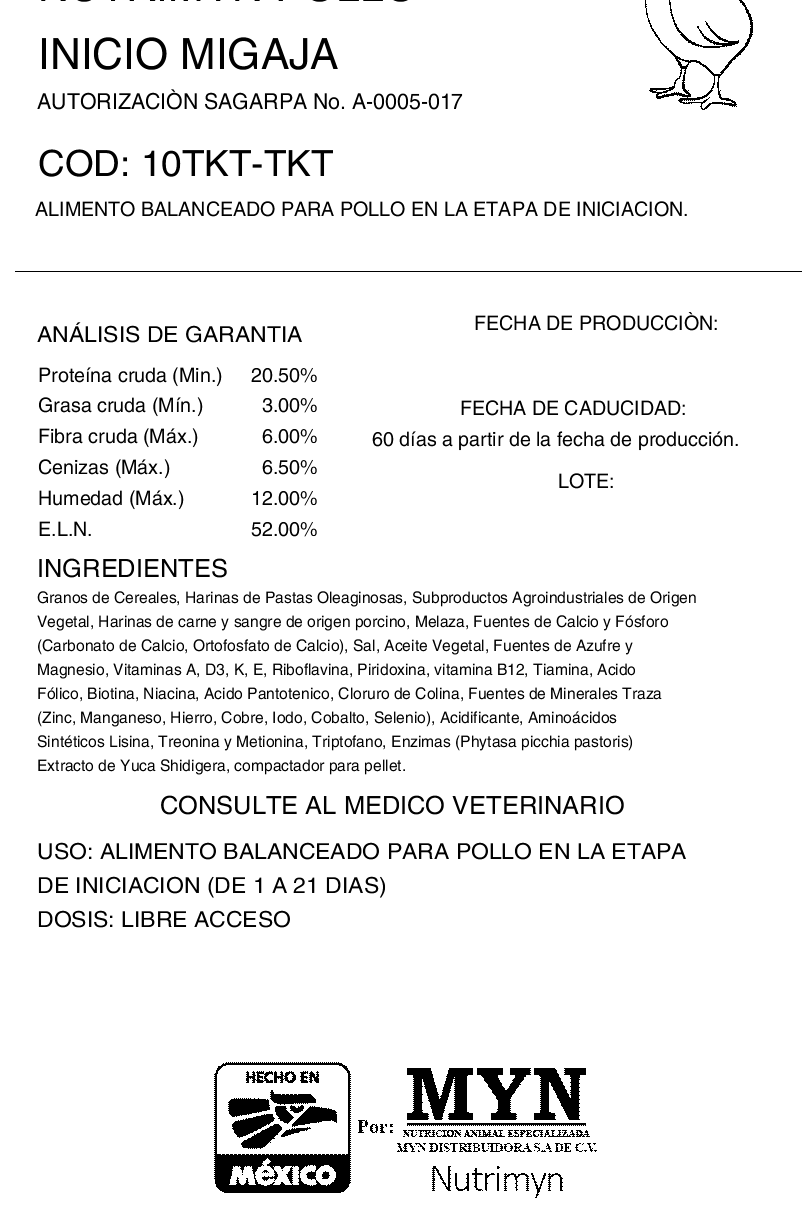 INICIO MIGAJA
AUTORIZACIÒN SAGARPA No. A-0005-017
COD: 10TKT-TKT
ALIMENTO BALANCEADO PARA POLLO EN LA ETAPA DE INICIACION.
ANÁLISIS DE GARANTIA
Proteína cruda (Min.) 20.50%
Grasa cruda (Mín.) 3.00%
Fibra cruda (Máx.) 6.00%
Cenizas (Máx.) 6.50%
Humedad (Máx.) 12.00%
E.L.N. 52.00%
FECHA DE PRODUCCIÒN:
FECHA DE CADUCIDAD:
60 días a partir de la fecha de producción.
LOTE:
INGREDIENTES
Granos de Cereales, Harinas de Pastas Oleaginosas, Subproductos Agroindustriales de Origen
Vegetal, Harinas de carne y sangre de origen porcino, Melaza, Fuentes de Calcio y Fósforo
(Carbonato de Calcio, Ortofosfato de Calcio), Sal, Aceite Vegetal, Fuentes de Azufre y
Magnesio, Vitaminas A, D3, K, E, Riboflavina, Piridoxina, vitamina B12, Tiamina, Acido
Fólico, Biotina, Niacina, Acido Pantotenico, Cloruro de Colina, Fuentes de Minerales Traza
(Zinc, Manganeso, Hierro, Cobre, Iodo, Cobalto, Selenio), Acidificante, Aminoácidos
Sintéticos Lisina, Treonina y Metionina, Triptofano, Enzimas (Phytasa picchia pastoris)
Extracto de Yuca Shidigera, compactador para pellet.
CONSULTE AL MEDICO VETERINARIO
USO: ALIMENTO BALANCEADO PARA POLLO EN LA ETAPA
DE INICIACION (DE 1 A 21 DIAS)
DOSIS: LIBRE ACCESO
HECHO EN
MéXICO
Por:
MYN
NUTRICION ANIMAL ESPECIALIZADA
MYN DISTRIBUIDORA S.A DE C.V.
Nutrimyn